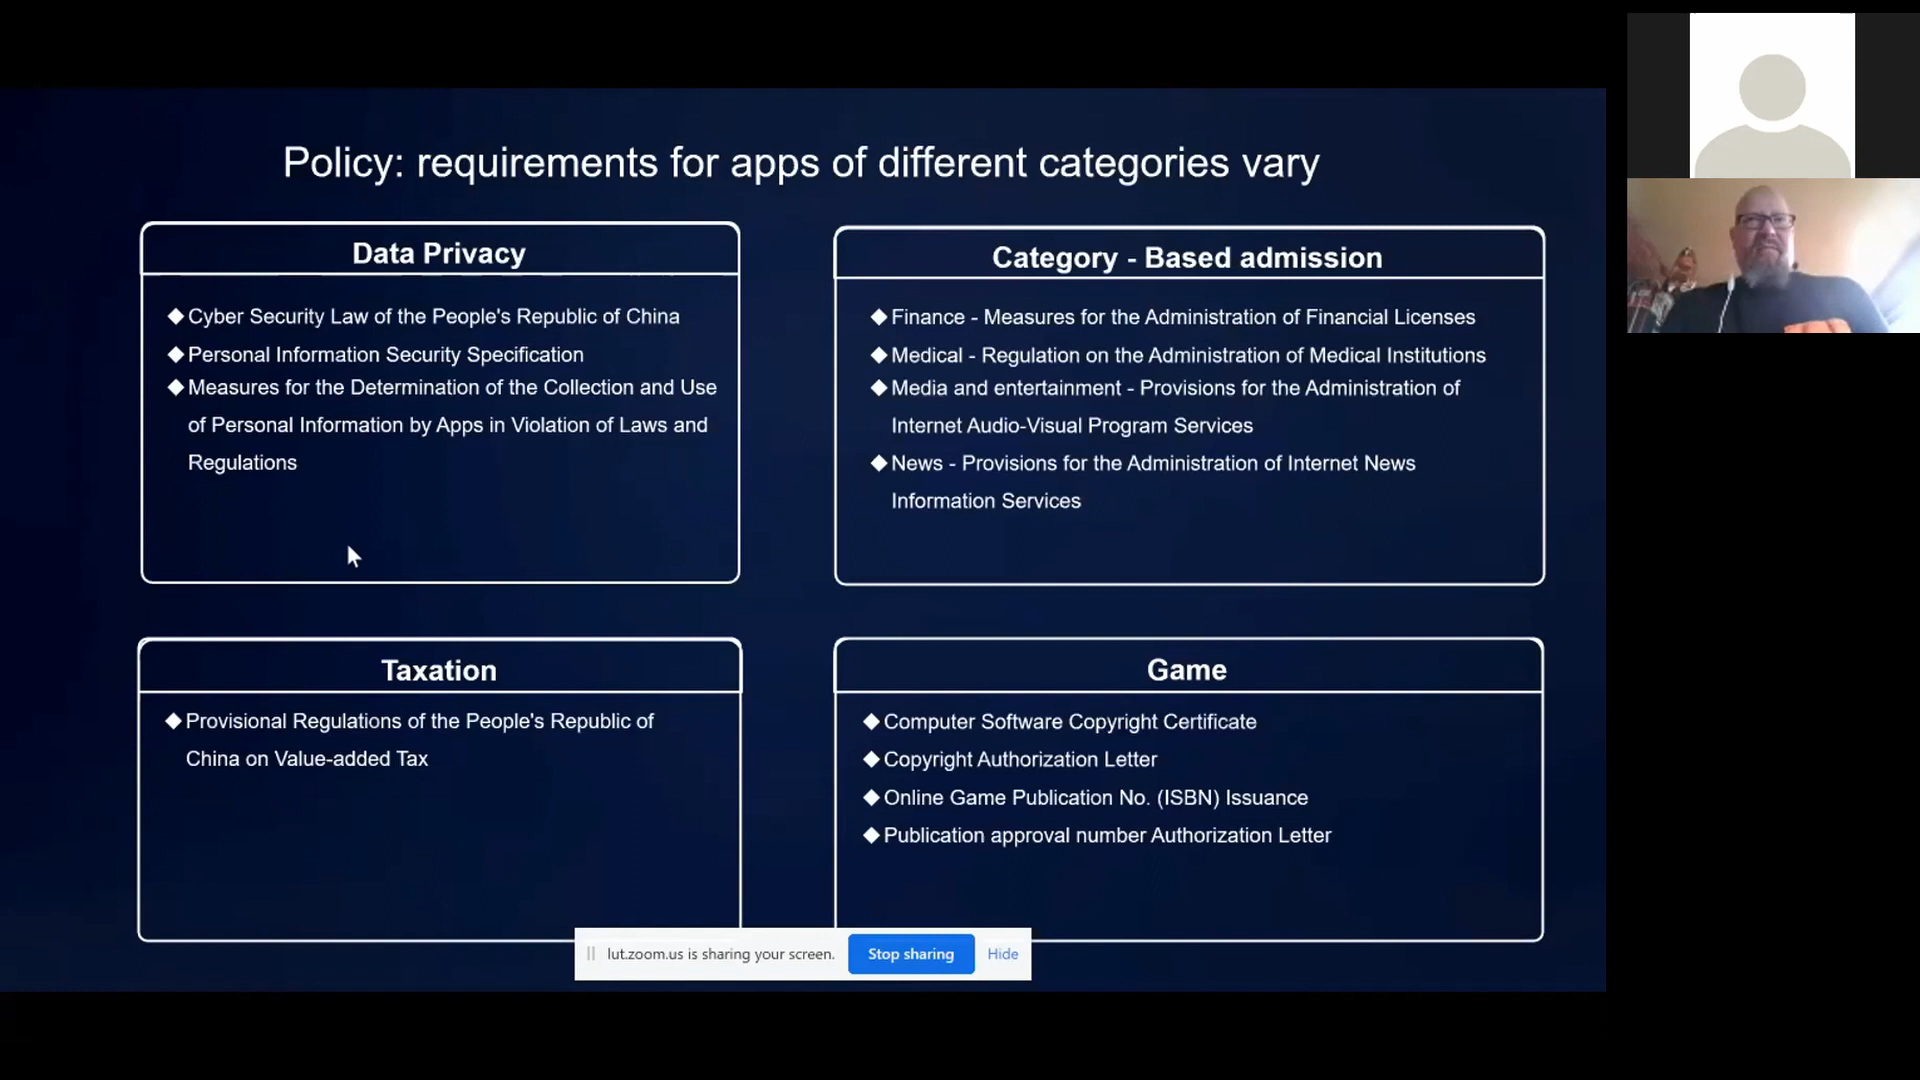 Policy: requirements for apps of different categories vary
Data Privacy
◆Cyber Security Law of the People's Republic of China
◆Personal Information Security Specification
◆Measures for the Determination of the Collection and Use
of Personal Information by Apps in Violation of Laws and
Regulations
Category - Based admission
◆Finance - Measures for the Administration of Financial Licenses
◆Medical - Regulation on the Administration of Medical Institutions
◆Media and entertainment - Provisions for the Administration of
Internet Audio-Visual Program Services
◆News - Provisions for the Administration of Internet News
Information Services
Taxation
◆Provisional Regulations of the People's Republic of
China on Value-added Tax
Game
◆Computer Software Copyright Certificate
◆Copyright Authorization Letter
◆Online Game Publication No. (ISBN) Issuance
◆Publication approval number Authorization Letter
lut.zoom.us is sharing your screen. Stop sharing Hide